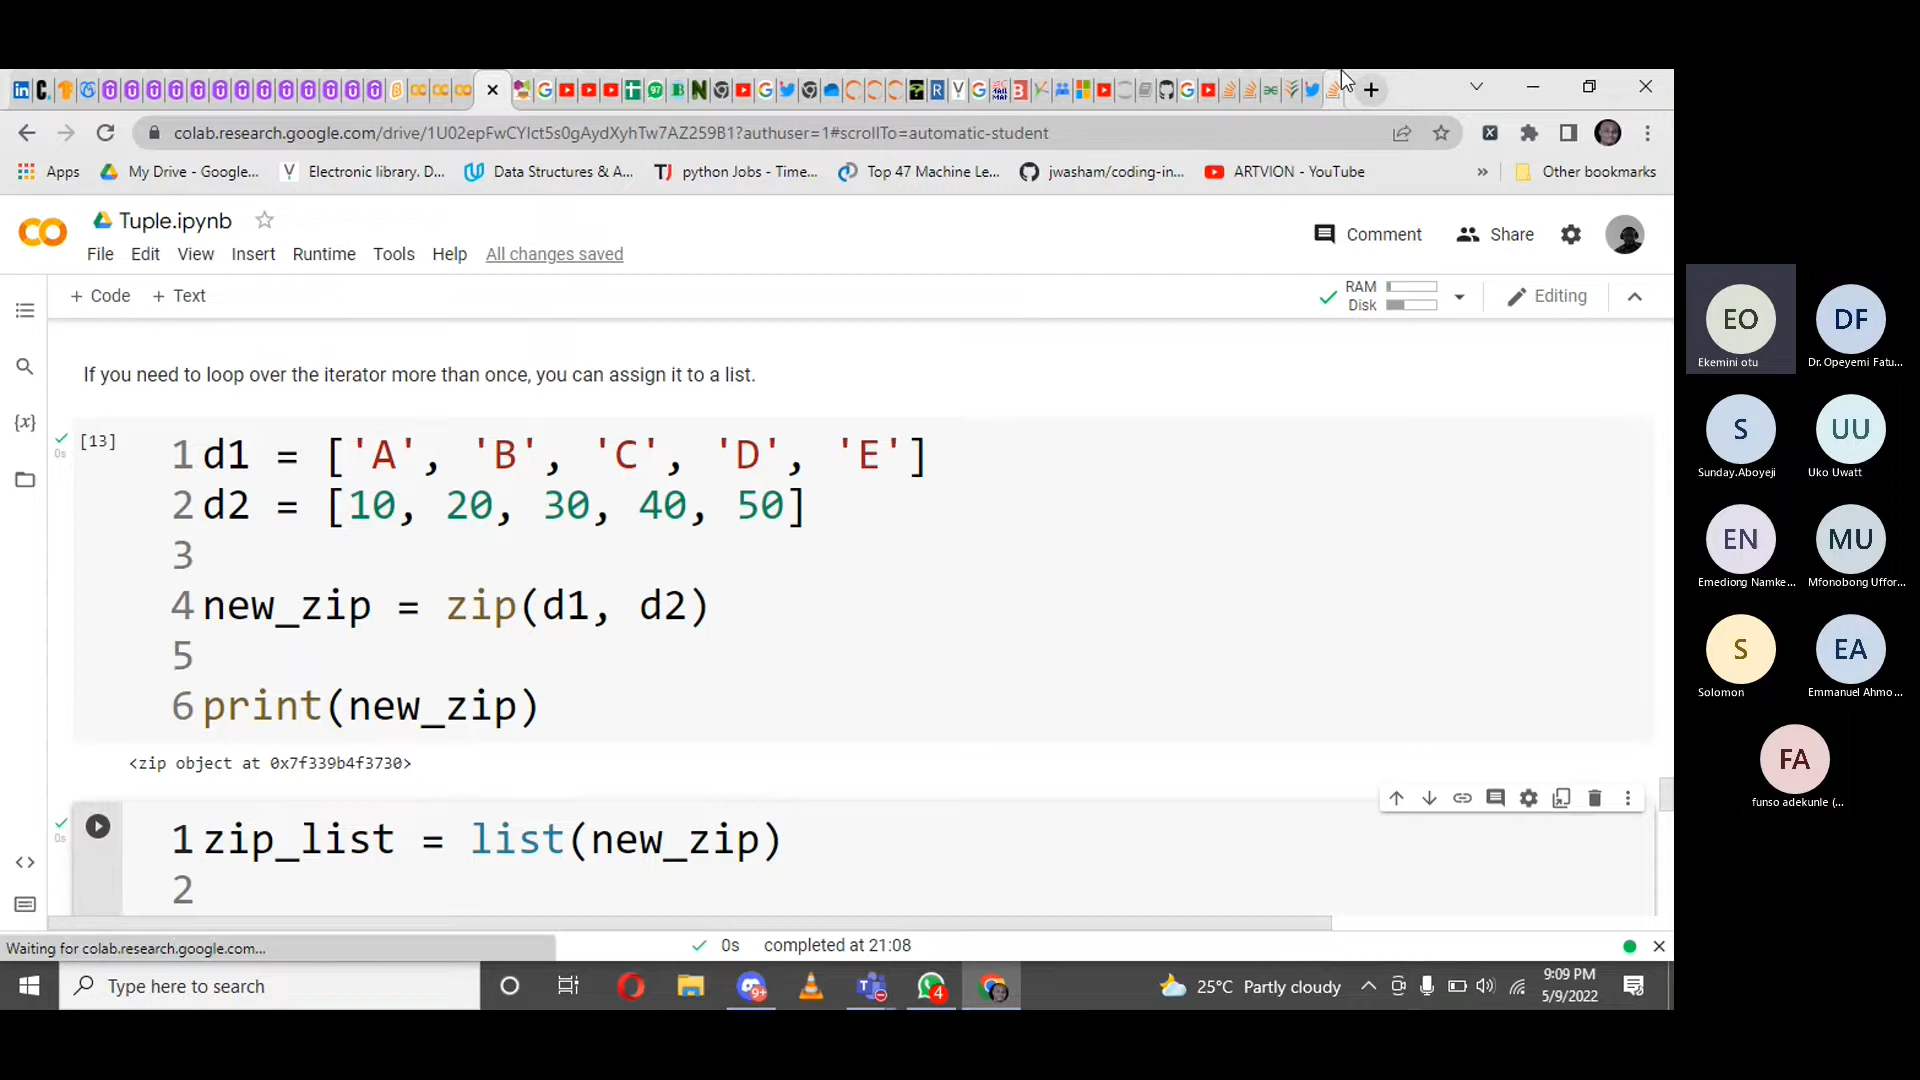 colab.research.google.com/drive/1U02epFwCYIct5s0gAydXyhTw7AZ259B1?authuser=1#scrollTo=automatic-student
Apps My Drive - Google... Electronic library. D... Data Structures & A... python Jobs - Time... Top 47 Machine Le... jwasham/coding-in... ARTVION - YouTube » Other bookmarks
Tuple.ipynb
Comment Share
File Edit View Insert Runtime Tools Help All changes saved
+ Code + Text
RAM
Disk
Editing
If you need to loop over the iterator more than once, you can assign it to a list.
[13]
0s
1 d1 = ['A', 'B', 'C', 'D', 'E']
2 d2 = [10, 20, 30, 40, 50]
3
4 new_zip = zip(d1, d2)
5
6 print(new_zip)
<zip object at 0x7f339b4f3730>
0s
1 zip_list = list(new_zip)
2
Waiting for colab.research.google.com...
0s completed at 21:08
Type here to search
9+
4
25°C Partly cloudy
9:09 PM
5/9/2022
EO
Ekemini otu
DF
Dr. Opeyemi Fatu...
S
Sunday.Aboyeji
UU
Uko Uwatt
EN
Emediong Namke...
MU
Mfonobong Uffor...
S
Solomon
EA
Emmanuel Ahmo...
FA
funso adekunle (...